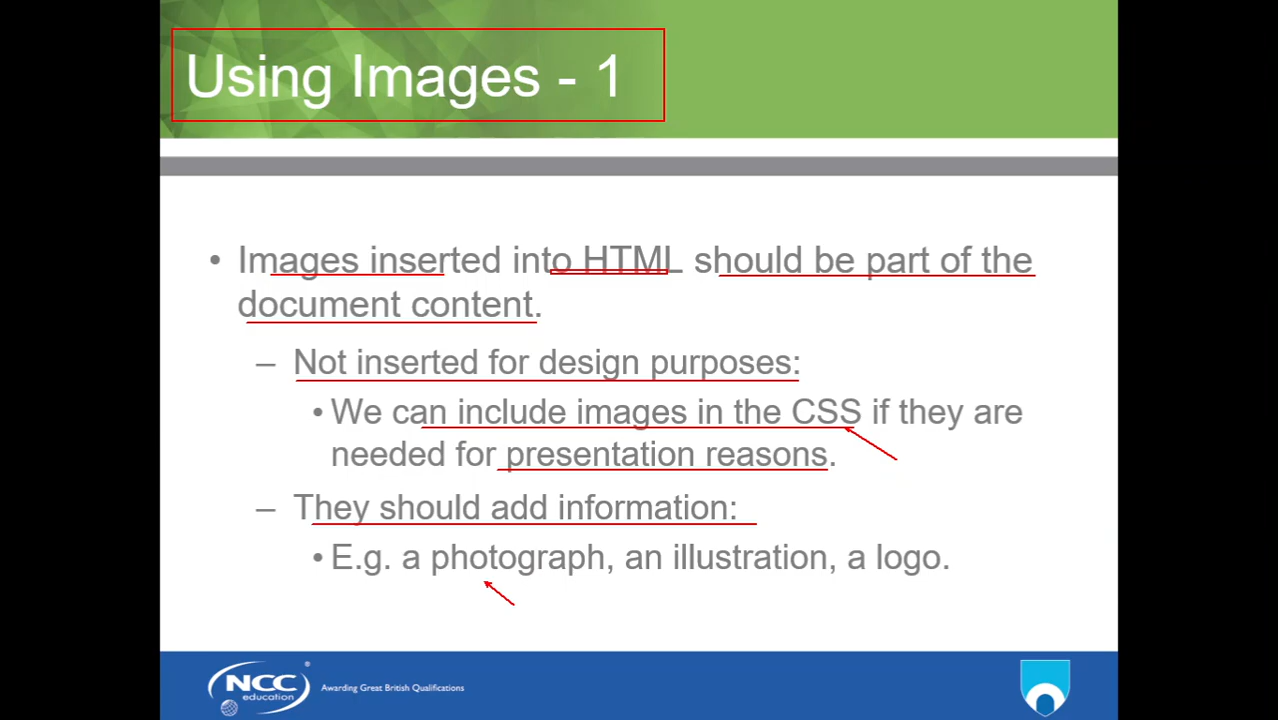 Using Images - 1
• Images inserted into HTML should be part of the
document content.
– Not inserted for design purposes:
• We can include images in the CSS if they are
needed for presentation reasons.
– They should add information:
• E.g. a photograph, an illustration, a logo.
NCC
education
®
Awarding Great British Qualifications